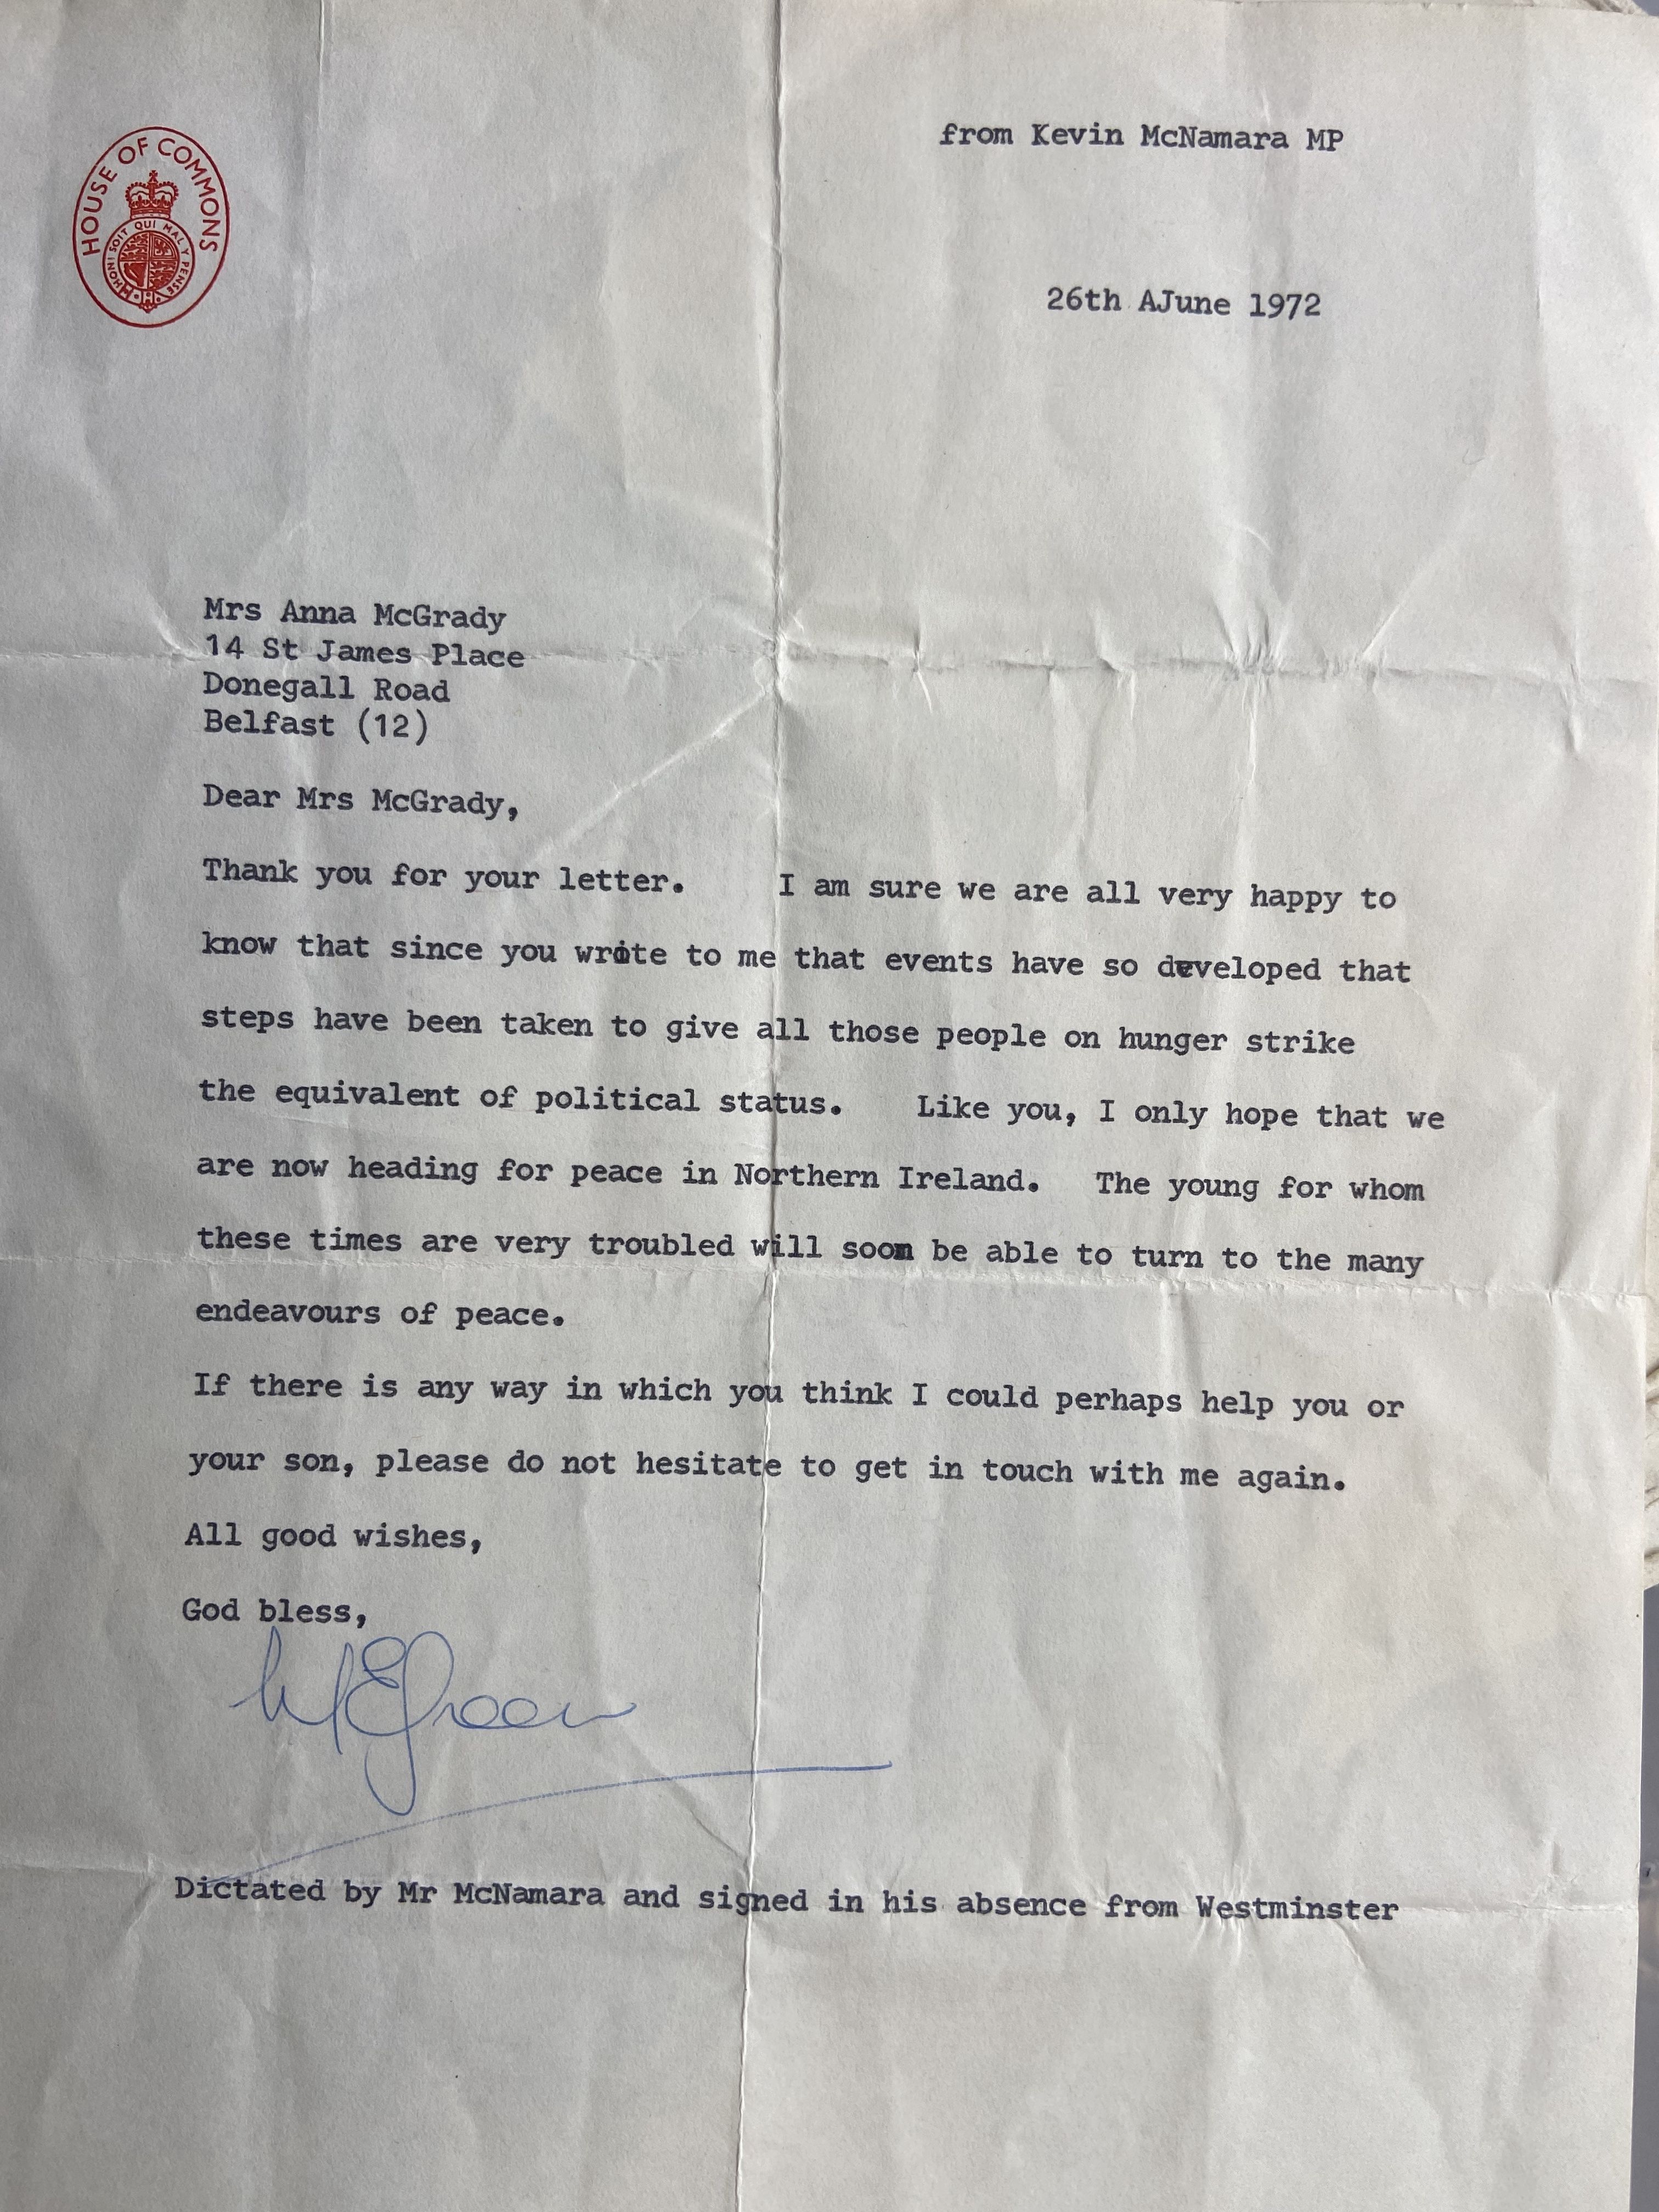 HOUSE OF COMMONS
HONI SOIT QUI MAL Y PENSE
from Kevin McNamara MP
26th AJune 1972
Mrs Anna McGrady
14 St James Place
Donegall Road
Belfast (12)
Dear Mrs McGrady,
Thank you for your letter. I am sure we are all very happy to
know that since you wrote to me that events have so developed that
steps have been taken to give all those people on hunger strike
the equivalent of political status. Like you, I only hope that we
are now heading for peace in Northern Ireland. The young for whom
these times are very troubled will soon be able to turn to the many
endeavours of peace.
If there is any way in which you think I could perhaps help you or
your son, please do not hesitate to get in touch with me again.
All good wishes,
God bless,
Dictated by Mr McNamara and signed in his absence from Westminster